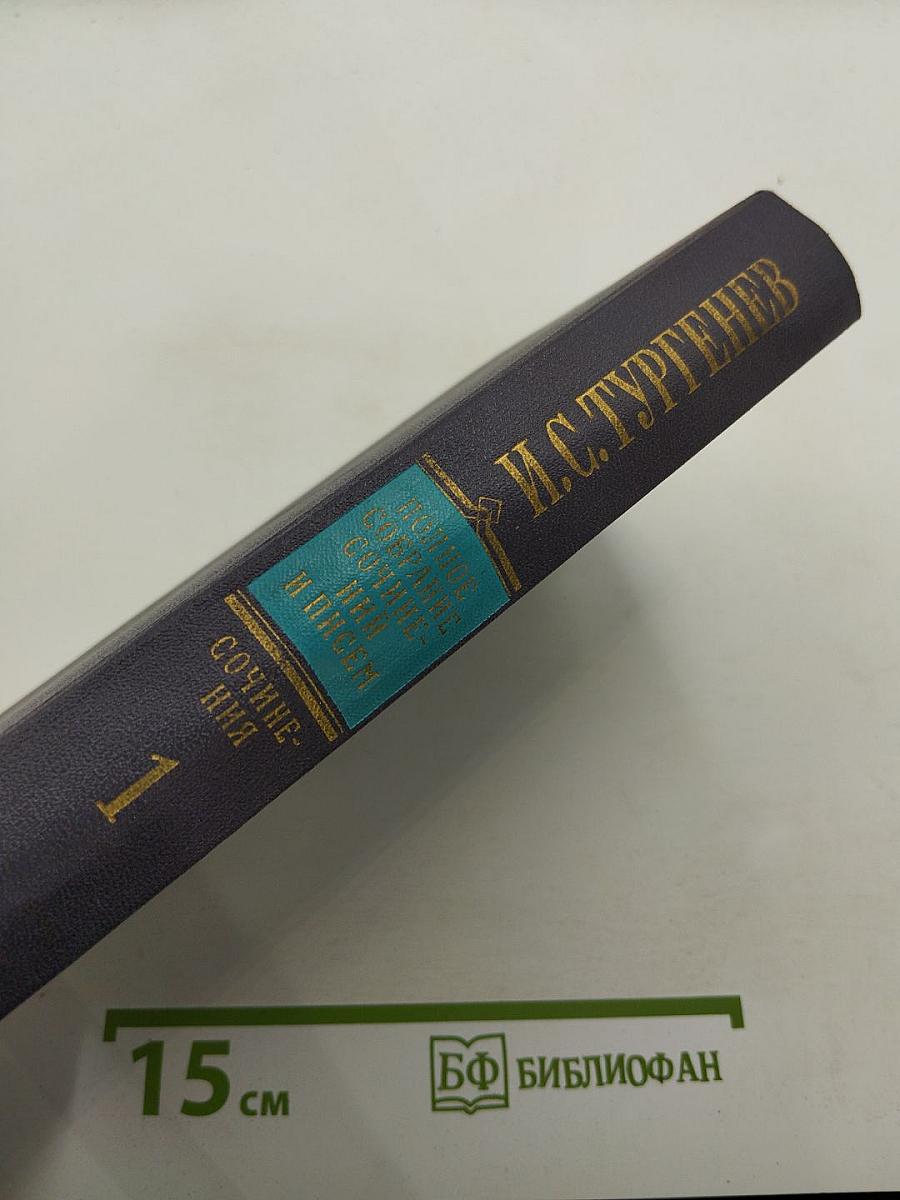 И.С.ТУРГЕНЕВ
ПОЛНОЕ
СОБРАНИЕ
СОЧИНЕ-
НИЙ
И ПИСЕМ
СОЧИНЕ-
НИЯ
1
15 см
БФ БИБЛИОФАН